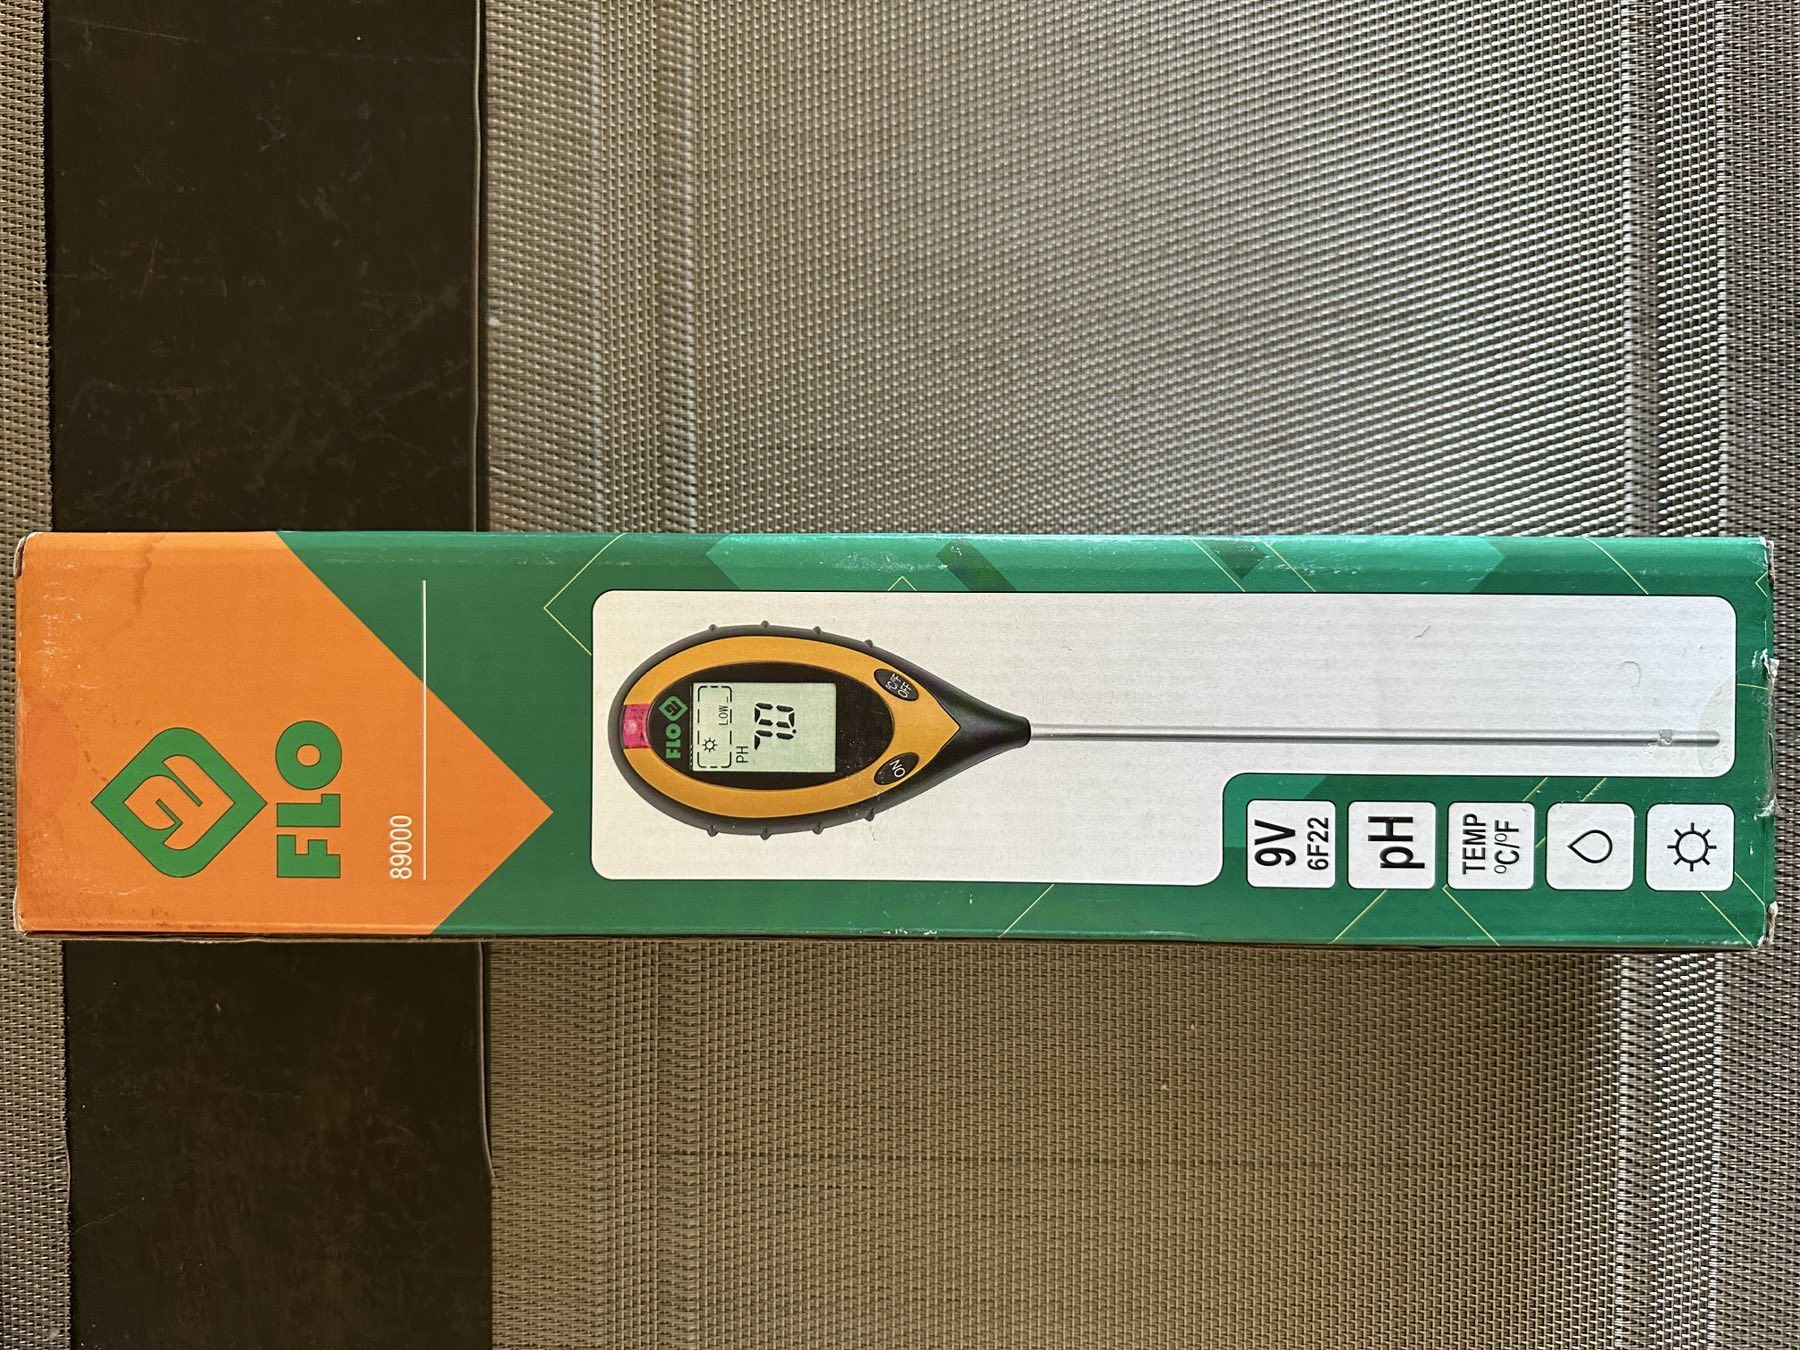 FLO
89000
FLO
LOW
PH
7.0
ON
°C/°F
OFF
9V
6F22
pH
TEMP
°C/°F